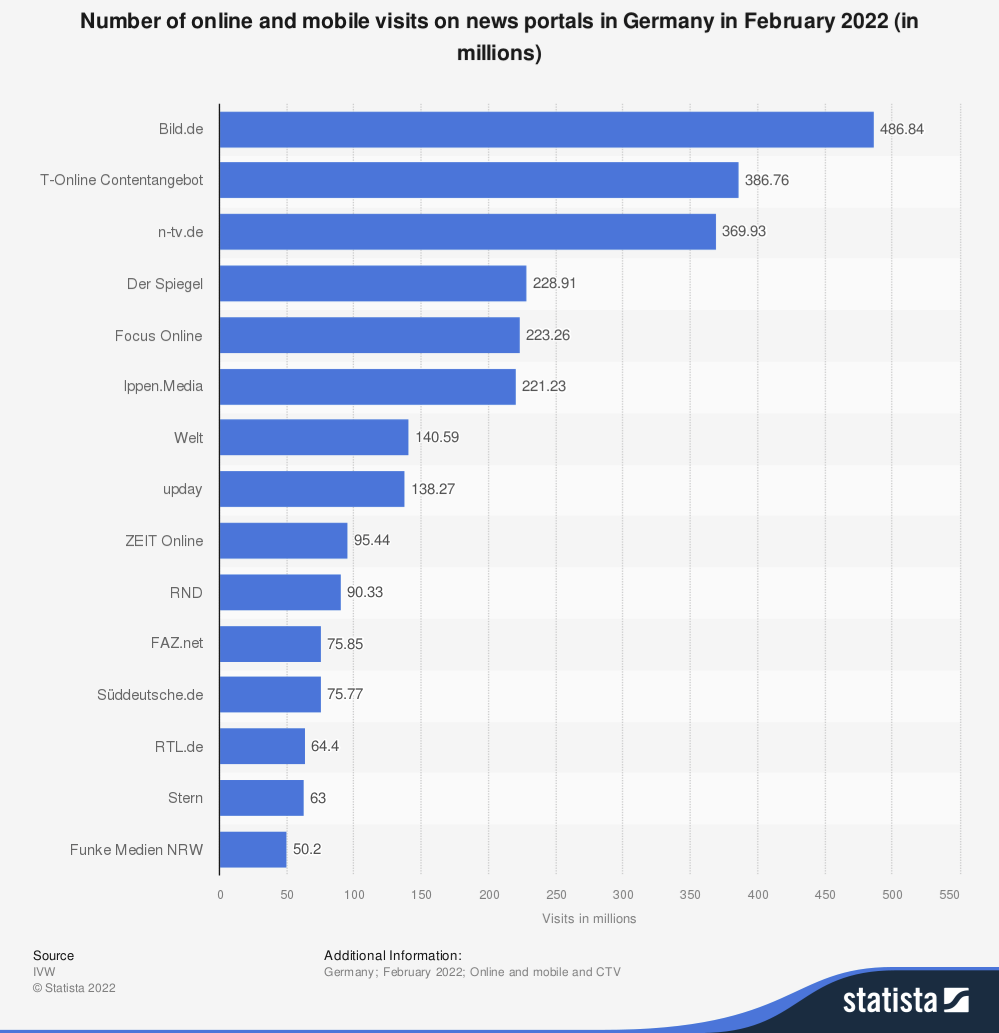 Number of online and mobile visits on news portals in Germany in February 2022 (in
millions)
Bild.de 486.84
T-Online Contentangebot 386.76
n-tv.de 369.93
Der Spiegel 228.91
Focus Online 223.26
Ippen.Media 221.23
Welt 140.59
upday 138.27
ZEIT Online 95.44
RND 90.33
FAZ.net 75.85
Süddeutsche.de 75.77
RTL.de 64.4
Stern 63
Funke Medien NRW 50.2
0 50 100 150 200 250 300 350 400 450 500 550
Visits in millions
Source
IVW
© Statista 2022
Additional Information:
Germany; February 2022; Online and mobile and CTV
statista